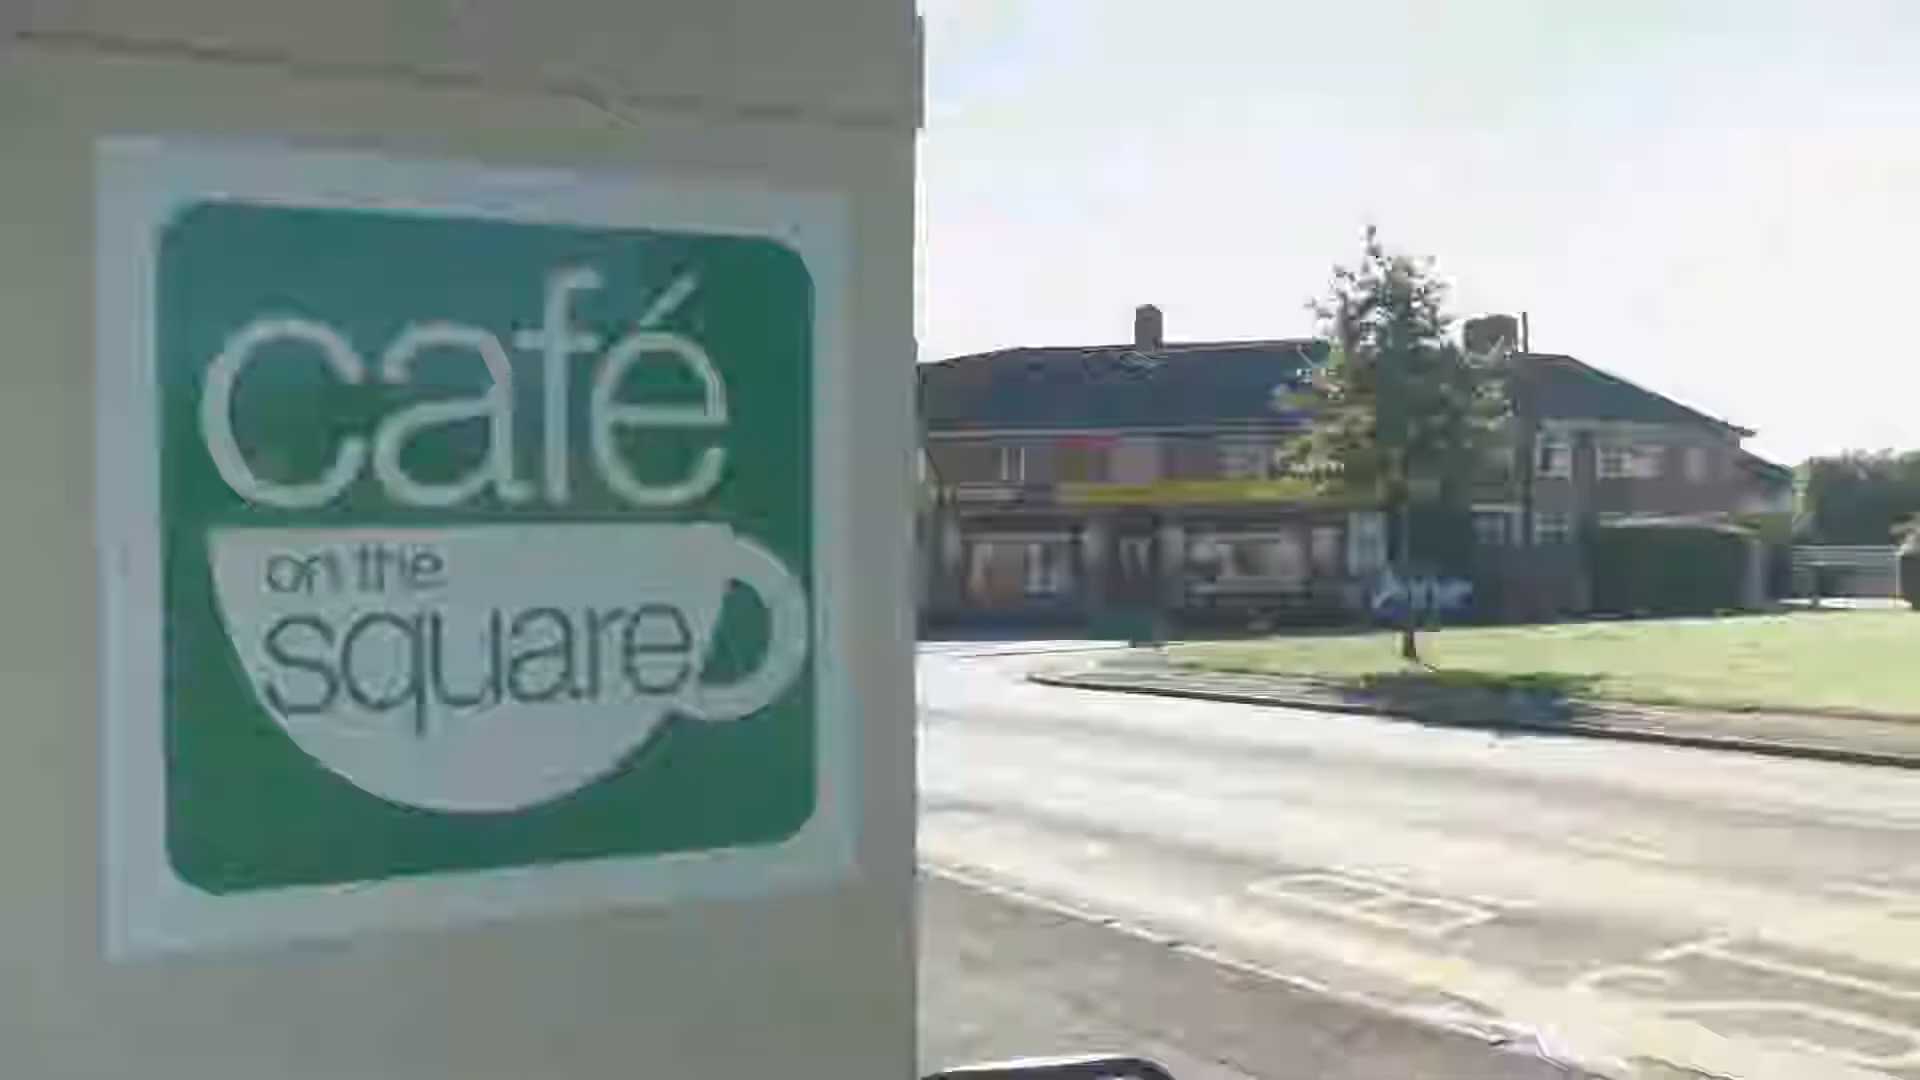 café
on the
square